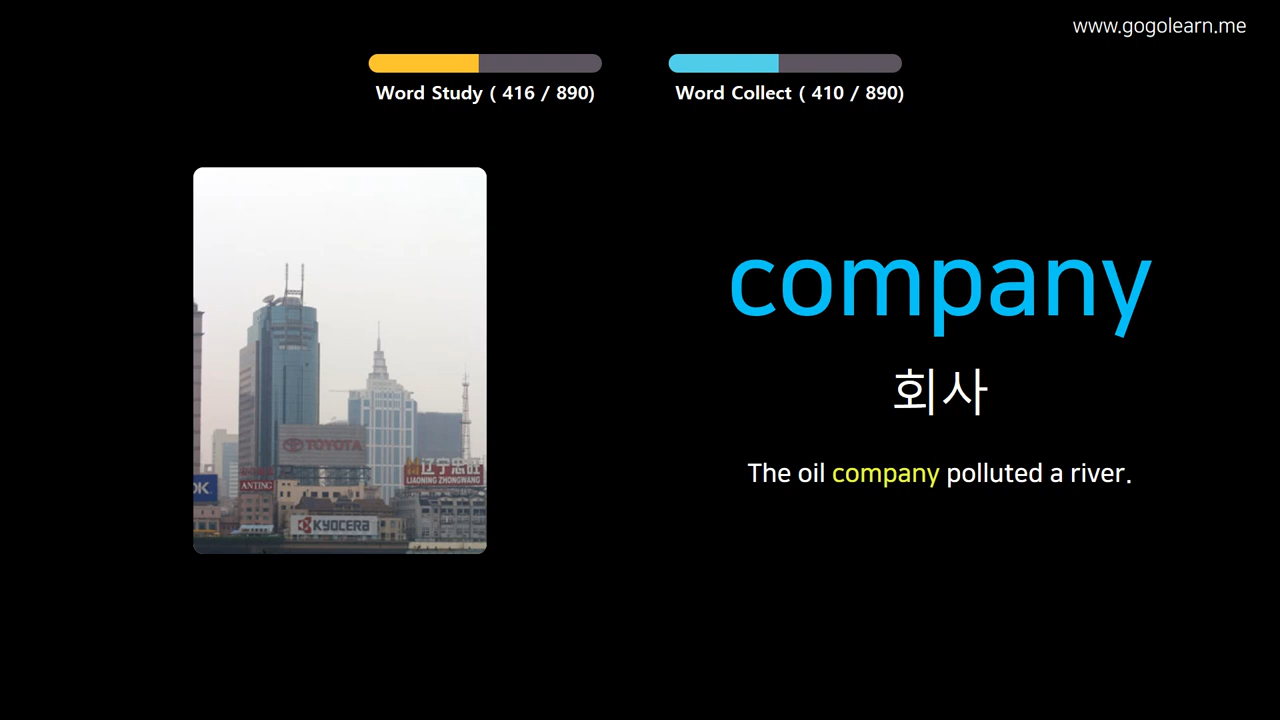 www.gogolearn.me
Word Study ( 416 / 890)
Word Collect ( 410 / 890)
company
회사
The oil company polluted a river.
TOYOTA
辽宁忠旺
LIAONING ZHONGWANG
OK
ANTING
KYOCERA